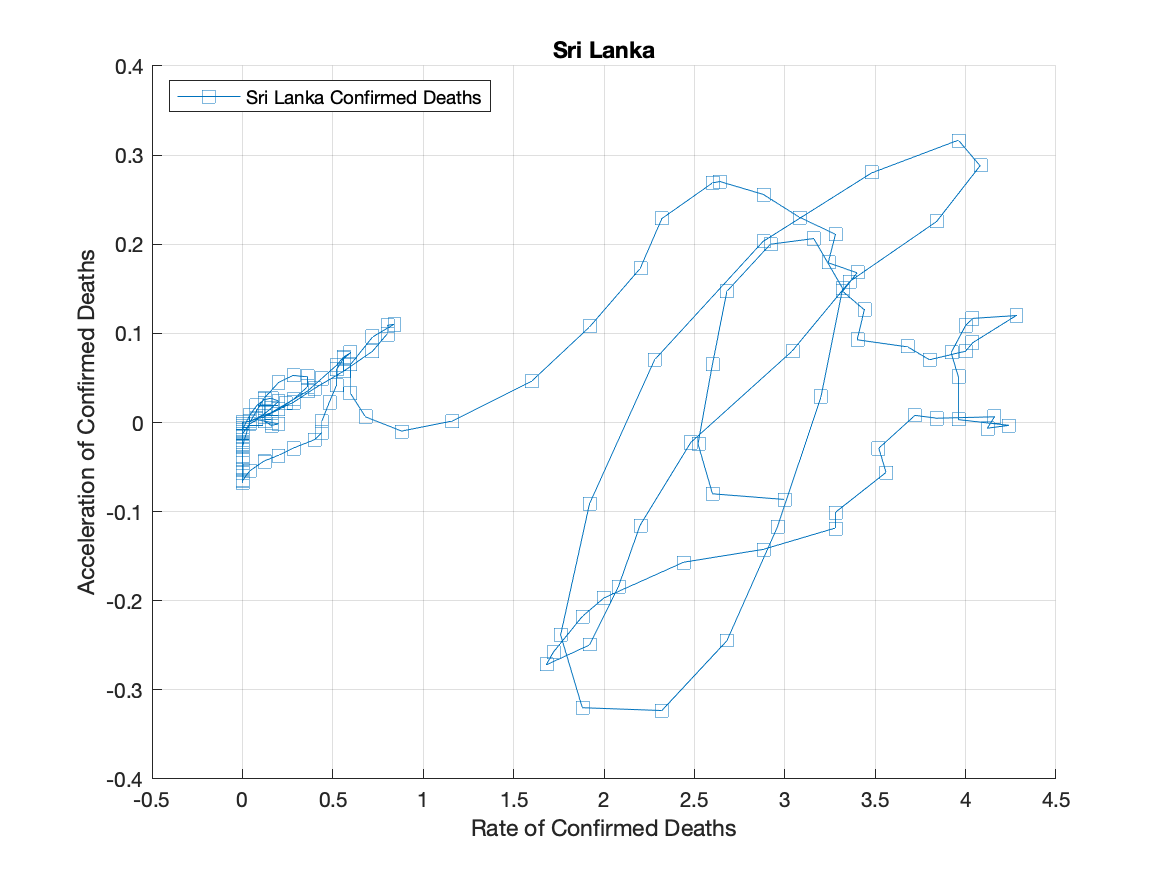 Sri Lanka
Sri Lanka Confirmed Deaths
0.4
0.3
0.2
0.1
0
-0.1
-0.2
-0.3
-0.4
Acceleration of Confirmed Deaths
-0.5 0 0.5 1 1.5 2 2.5 3 3.5 4 4.5
Rate of Confirmed Deaths